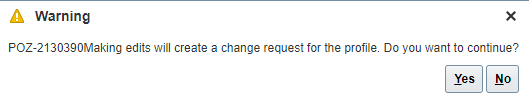 Warning
POZ-2130390Making edits will create a change request for the profile. Do you want to continue?
Yes No